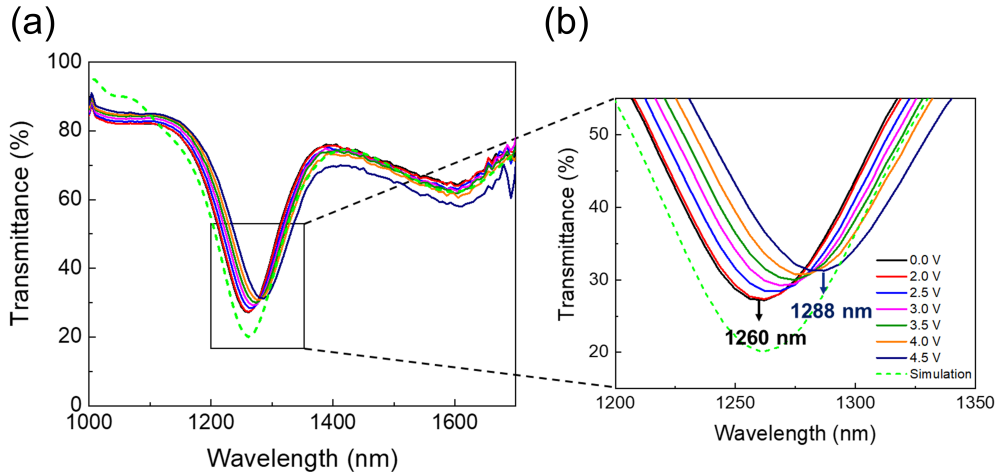 (a)
100
80
60
40
20
0
Transmittance (%)
1000
1200
1400
1600
Wavelength (nm)
(b)
50
40
30
20
Transmittance (%)
0.0 V
2.0 V
2.5 V
3.0 V
3.5 V
4.0 V
4.5 V
Simulation
1288 nm
1260 nm
1200
1250
1300
1350
Wavelength (nm)